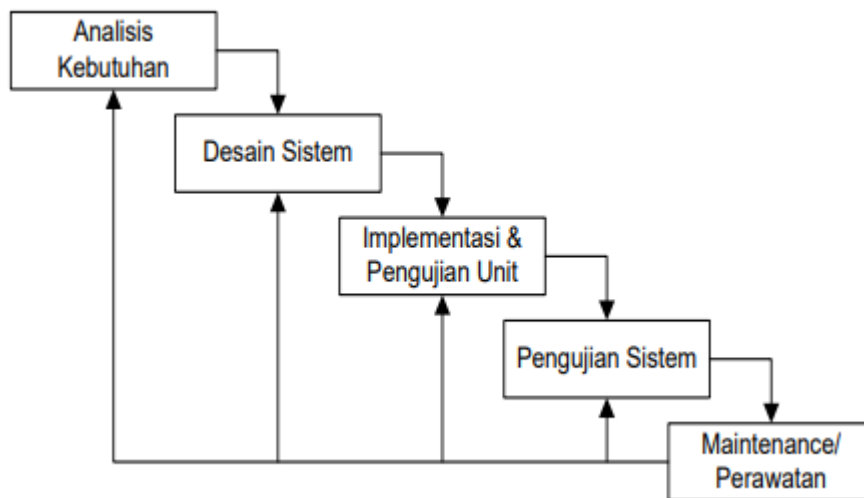 Analisis
Kebutuhan
Desain Sistem
Implementasi &
Pengujian Unit
Pengujian Sistem
Maintenance/
Perawatan